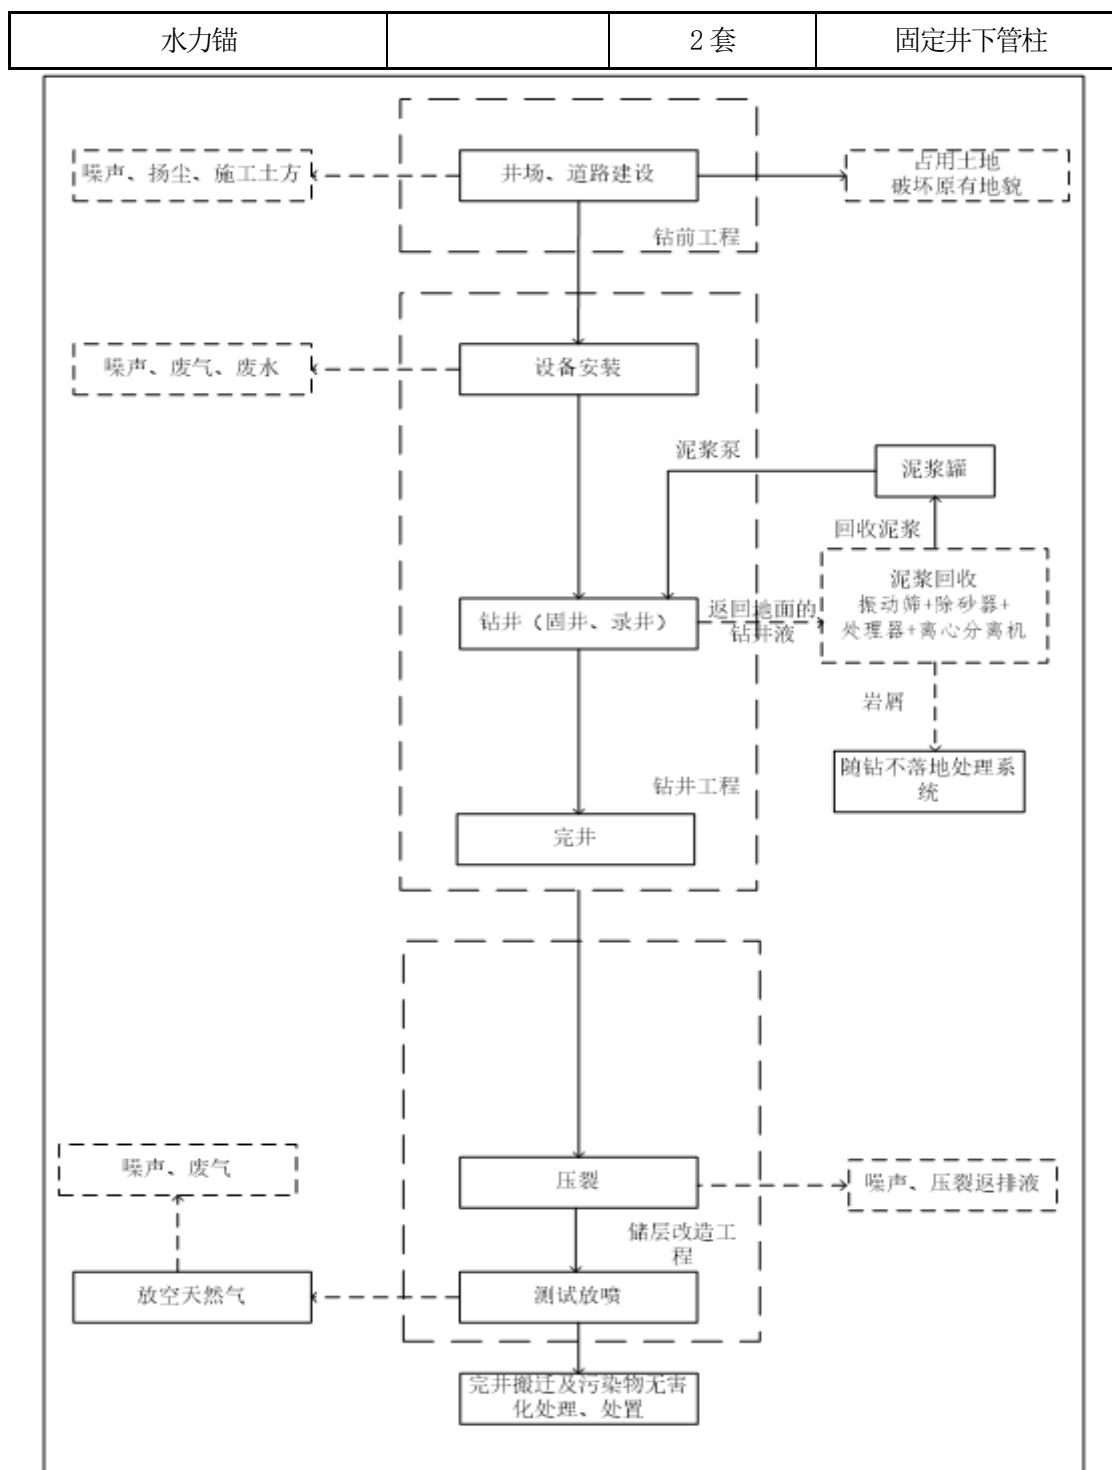 水力锚 2 套 固定井下管柱
噪声、扬尘、施工土方
井场、道路建设
占用土地
破坏原有地貌
钻前工程
噪声、废气、废水
设备安装
泥浆泵
泥浆罐
回收泥浆
泥浆回收
振动筛+除砂器+
处理器+离心分离机
钻井（固井、录井）
返回地面的
钻井液
岩屑
随钻不落地处理系
统
钻井工程
完井
噪声、废气
压裂
噪声、压裂返排液
储层改造工
程
放空天然气
测试放喷
完井搬迁及污染物无害
化处理、处置